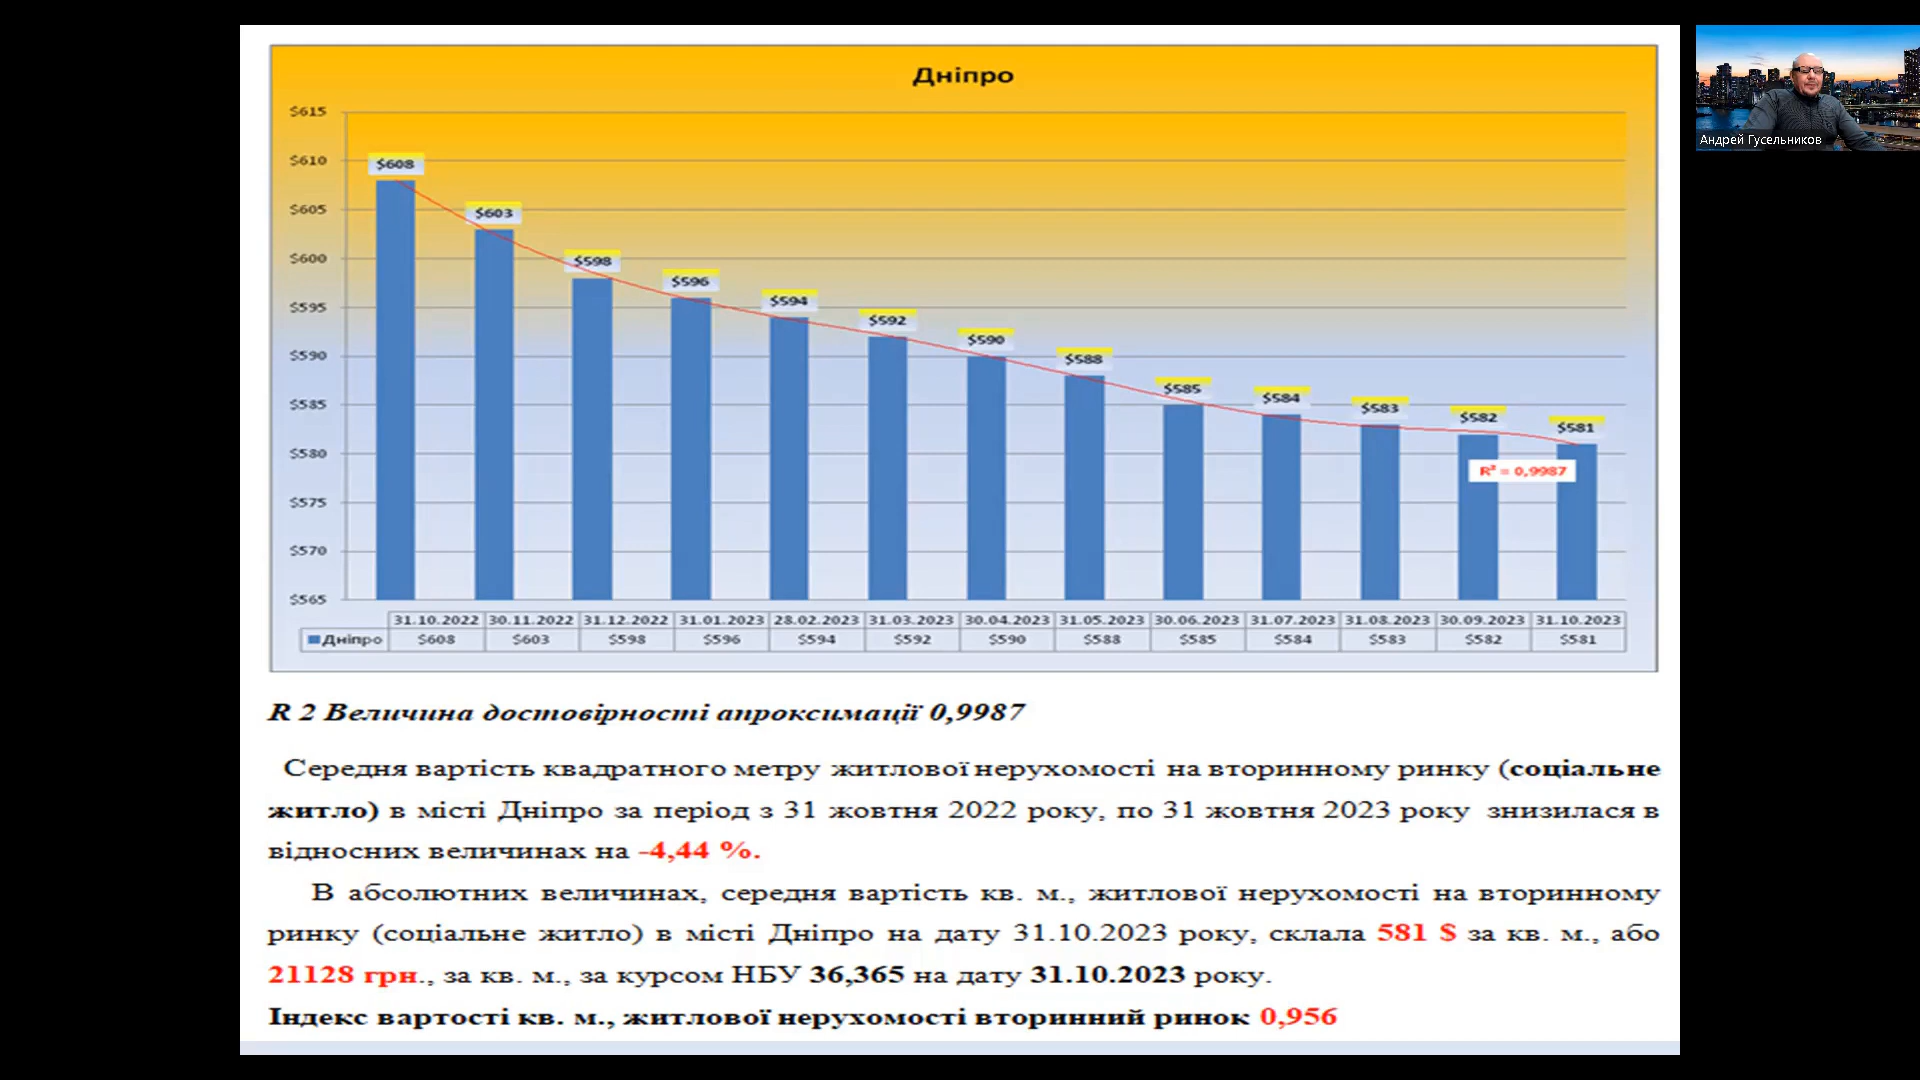 Дніпро
$615
$610
$605
$600
$595
$590
$585
$580
$575
$570
$565
$608
$603
$598
$596
$594
$592
$590
$588
$585
$584
$583
$582
$581
R² = 0,9987
31.10.2022 30.11.2022 31.12.2022 31.01.2023 28.02.2023 31.03.2023 30.04.2023 31.05.2023 30.06.2023 31.07.2023 31.08.2023 30.09.2023 31.10.2023
Дніпро $608 $603 $598 $596 $594 $592 $590 $588 $585 $584 $583 $582 $581
R 2 Величина достовірності апроксимації 0,9987
Середня вартість квадратного метру житлової нерухомості на вторинному ринку (соціальне
житло) в місті Дніпро за період з 31 жовтня 2022 року, по 31 жовтня 2023 року знизилася в
відносних величинах на -4,44 %.
В абсолютних величинах, середня вартість кв. м., житлової нерухомості на вторинному
ринку (соціальне житло) в місті Дніпро на дату 31.10.2023 року, склала 581 $ за кв. м., або
21128 грн., за кв. м., за курсом НБУ 36,365 на дату 31.10.2023 року.
Індекс вартості кв. м., житлової нерухомості вторинний ринок 0,956
Андрей Гусельников